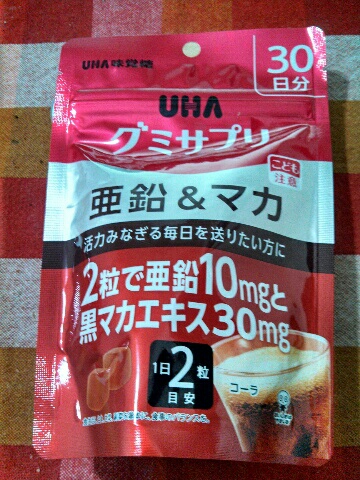 UHA味覚糖
30
日分
UHA
グミサプリ
こども
注意
亜鉛&マカ
活力みなぎる毎日を送りたい方に
2粒で亜鉛10mgと
黒マカエキス30mg
1日2粒
目安
コーラ